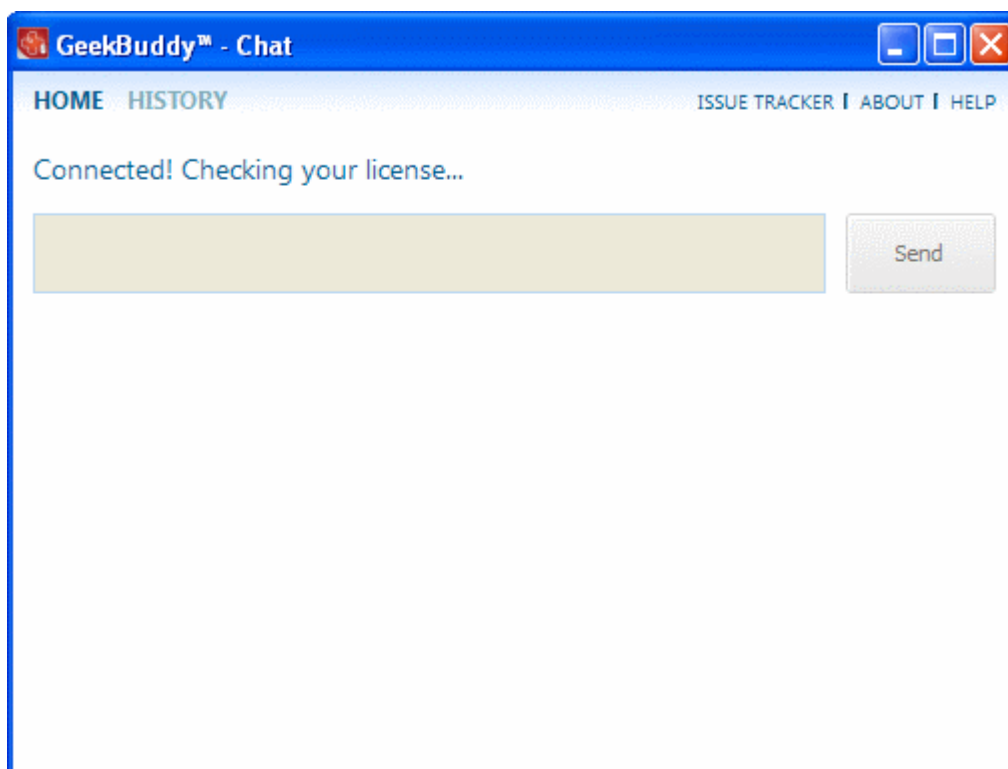 GeekBuddy™ - Chat
HOME HISTORY ISSUE TRACKER | ABOUT | HELP
Connected! Checking your license...
Send